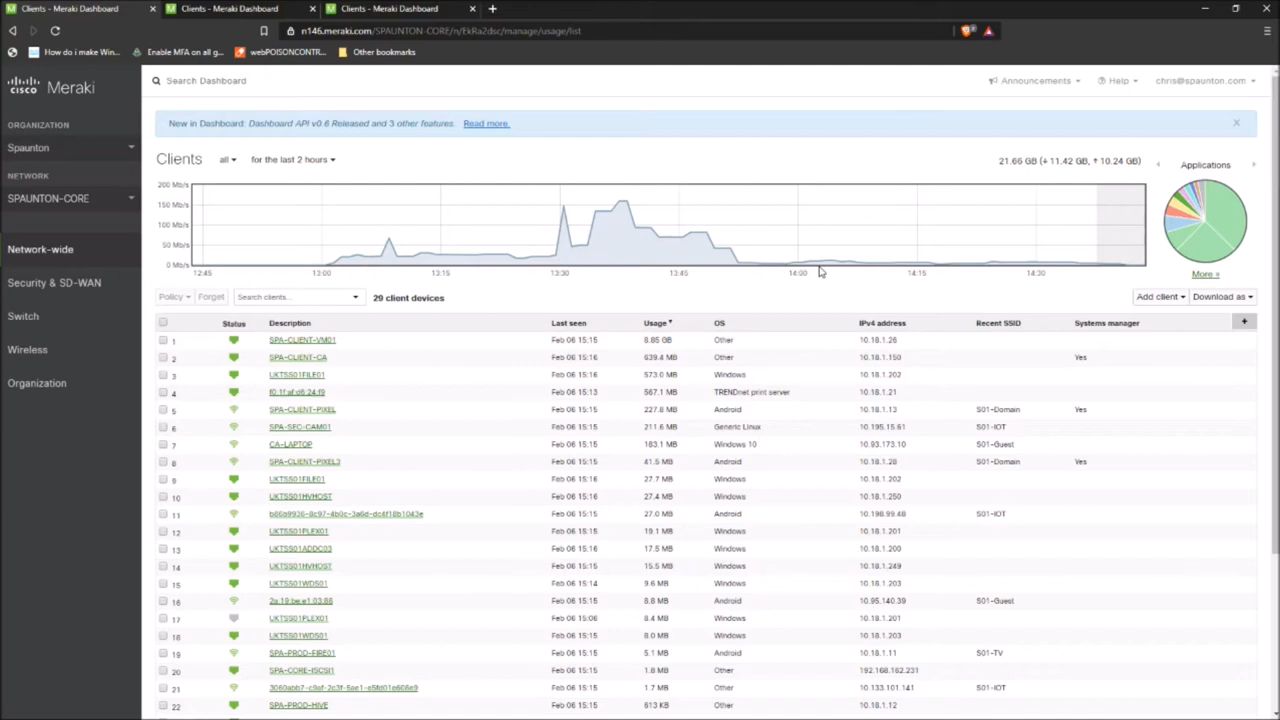 Clients - Meraki Dashboard
Clients - Meraki Dashboard
Clients - Meraki Dashboard
n146.meraki.com/SPAUNTON-CORE/n/EkRa2dsc/manage/usage/list
How do i make Win...
Enable MFA on all g...
webPOISONCONTR...
Other bookmarks
CISCO Meraki
Search Dashboard
Announcements
Help
chris@spaunton.com
ORGANIZATION
Spaunton
NETWORK
SPAUNTON-CORE
Network-wide
Security & SD-WAN
Switch
Wireless
Organization
New in Dashboard: Dashboard API v0.6 Released and 3 other features. Read more.
Clients all for the last 2 hours
21.66 GB (↓ 11.42 GB, ↑ 10.24 GB)
Applications
200 Mb/s
150 Mb/s
100 Mb/s
50 Mb/s
0 Mb/s
12:45 13:00 13:15 13:30 13:45 14:00 14:15 14:30
More »
Policy Forget Search clients... 29 client devices Add client Download as
Status Description Last seen Usage OS IPv4 address Recent SSID Systems manager +
1 SPA-CLIENT-VM01 Feb 06 15:15 8.85 GB Other 10.18.1.28
2 SPA-CLIENT-CA Feb 06 15:16 639.4 MB Other 10.18.1.150 Yes
3 UKTSS01FILE01 Feb 06 15:16 573.0 MB Windows 10.18.1.202
4 f0:1f:af:d6:24:f9 Feb 06 15:13 567.1 MB TRENDnet print server 10.18.1.21
5 SPA-CLIENT-PIXEL Feb 06 15:15 227.8 MB Android 10.18.1.13 S01-Domain Yes
6 SPA-SEC-CAM01 Feb 06 15:15 211.6 MB Generic Linux 10.195.15.61 S01-IOT
7 CA-LAPTOP Feb 06 15:15 183.1 MB Windows 10 10.93.173.10 S01-Guest
8 SPA-CLIENT-PIXEL3 Feb 06 15:15 41.5 MB Android 10.18.1.28 S01-Domain Yes
9 UKTSS01FILE01 Feb 06 15:16 27.7 MB Windows 10.18.1.202
10 UKTSS01HVHOST Feb 06 15:16 27.4 MB Windows 10.18.1.250
11 Feb 06 15:15 27.0 MB Android 10.198.99.48 S01-IOT
12 UKTSS01PLEX01 Feb 06 15:15 19.1 MB Windows 10.18.1.201
13 UKTSS01ADDC03 Feb 06 15:16 17.5 MB Windows 10.18.1.200
14 UKTSS01HVHOST Feb 06 15:15 15.5 MB Windows 10.18.1.249
15 UKTSS01WDS01 Feb 06 15:14 9.6 MB Windows 10.18.1.203
16 2a:19:be:e1:93:88 Feb 06 15:15 8.8 MB Android 10.95.140.39 S01-Guest
17 UKTSS01PLEX01 Feb 06 15:06 8.4 MB Windows 10.18.1.201
18 UKTSS01WDS01 Feb 06 15:15 8.0 MB Windows 10.18.1.203
19 SPA-PROD-FIRE01 Feb 06 15:15 5.1 MB Android 10.18.1.11 S01-TV
20 SPA-CORE-ISCSI1 Feb 06 15:15 1.8 MB Other 192.168.162.231
21 Feb 06 15:15 1.7 MB Other 10.133.101.141 S01-IOT
22 SPA-PROD-HIVE Feb 06 15:15 613 KB Other 10.18.1.12